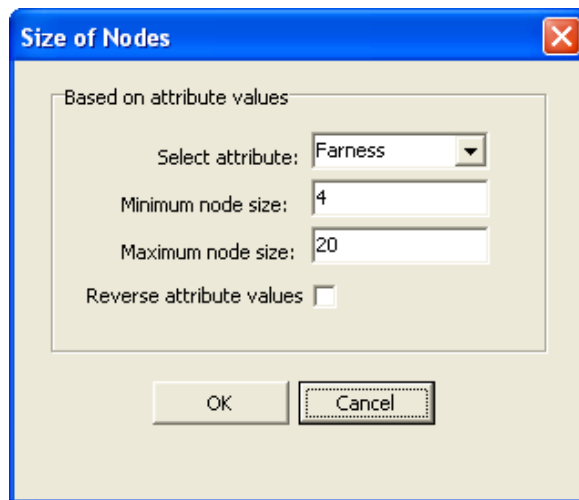 Size of Nodes
Based on attribute values
Select attribute: Farness
Minimum node size: 4
Maximum node size: 20
Reverse attribute values
OK Cancel